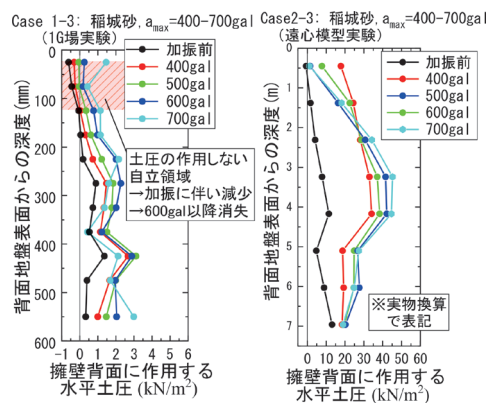 Case 1-3: 稲城砂, amax=400-700gal
(1G場実験)
背面地盤表面からの深度(mm)
0
100
200
300
400
500
600
-1 0 1 2 3 4 5 6
加振前
400gal
500gal
600gal
700gal
土圧の作用しない
自立領域
→加振に伴い減少
→600gal以降消失
擁壁背面に作用する
水平土圧 (kN/m²)
Case2-3: 稲城砂, amax=400-700gal
(遠心模型実験)
背面地盤表面からの深度(m)
0
1
2
3
4
5
6
7
0 10 20 30 40 50 60
加振前
400gal
500gal
600gal
700gal
※実物換算
で表記
擁壁背面に作用する
水平土圧 (kN/m²)